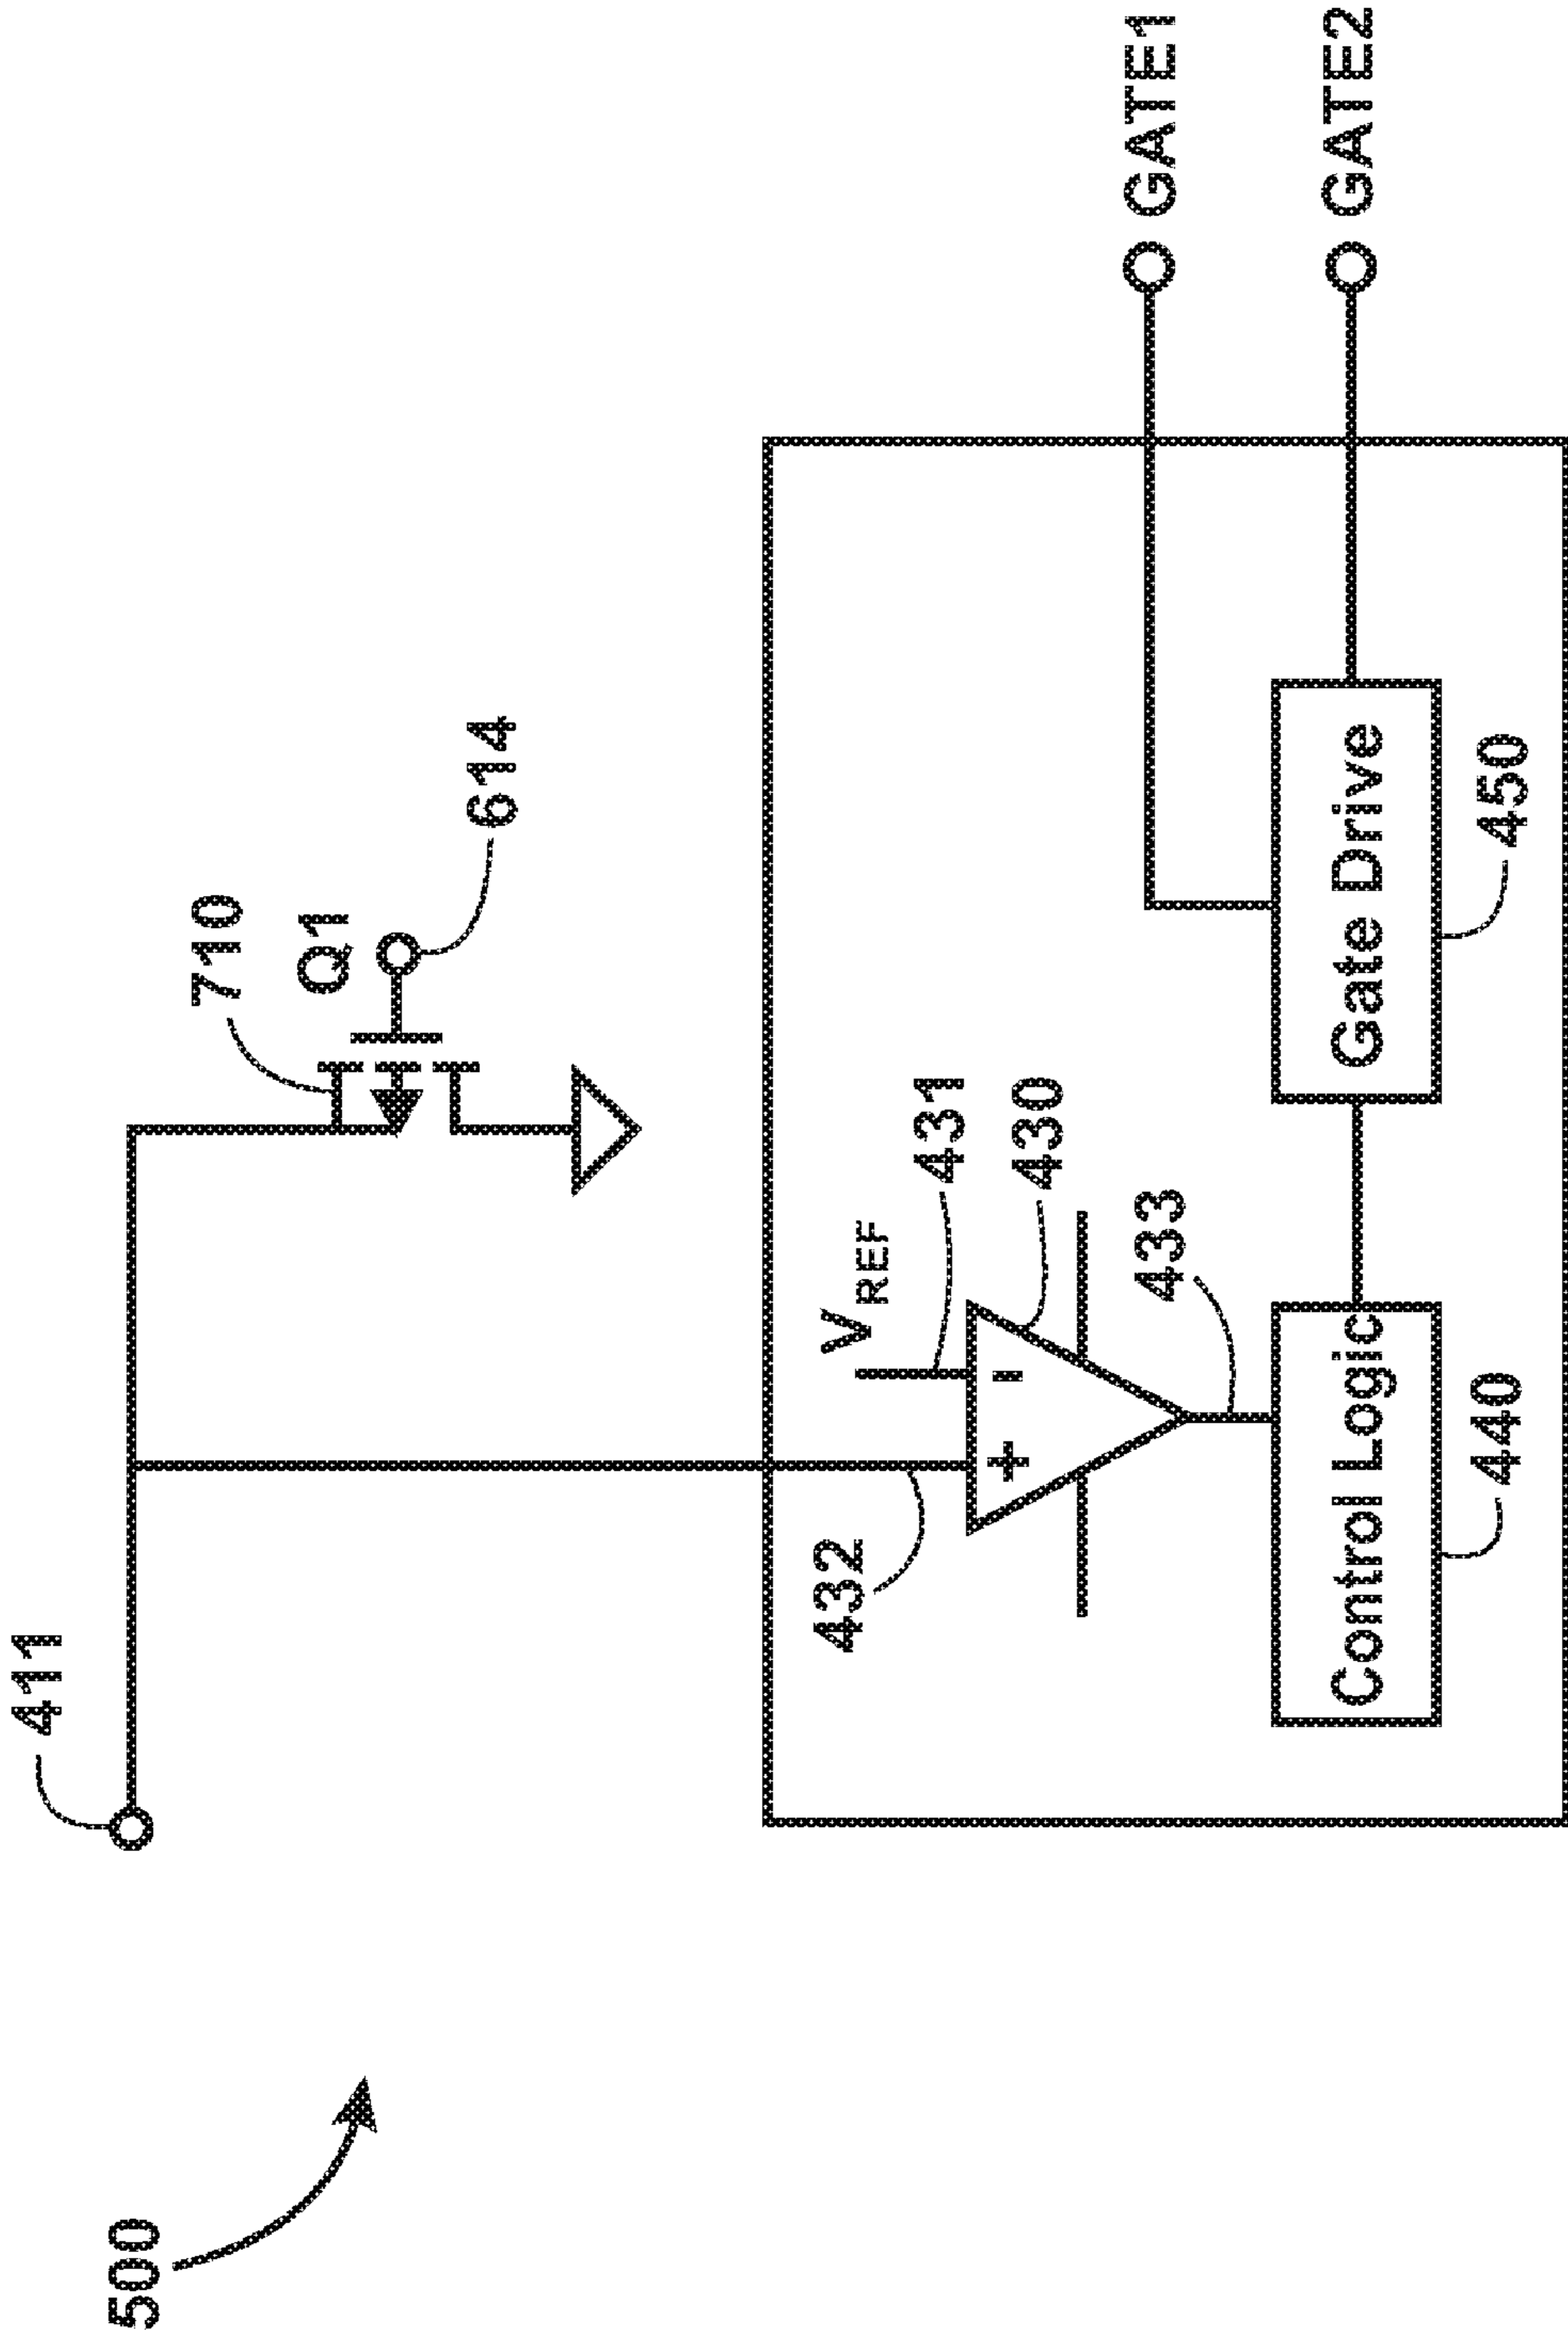 500
411
710
Q1
614
432
VREF
431
430
433
Control Logic
440
Gate Drive
450
GATE1
GATE2
+
-